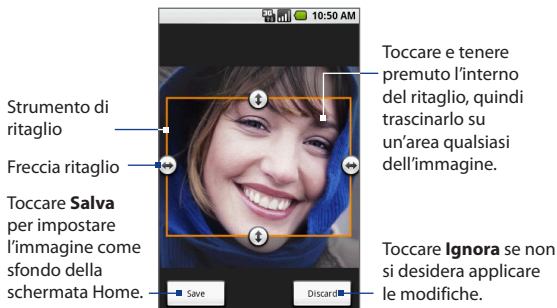 3G
10:50 AM
Toccare e tenere
premuto l'interno
del ritaglio, quindi
trascinarlo su
un'area qualsiasi
dell'immagine.
Strumento di
ritaglio
Freccia ritaglio
Toccare Salva
per impostare
l'immagine come
sfondo della
schermata Home.
Save
Discard
Toccare Ignora se non
si desidera applicare
le modifiche.